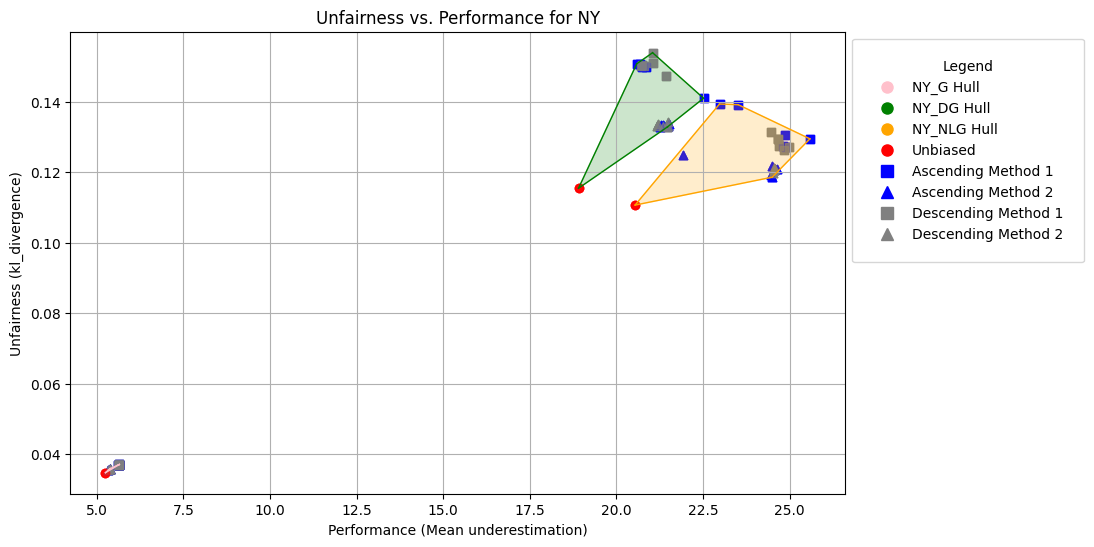 Unfairness vs. Performance for NY
Unfairness (kl_divergence)
0.14
0.12
0.10
0.08
0.06
0.04
5.0 7.5 10.0 12.5 15.0 17.5 20.0 22.5 25.0
Performance (Mean underestimation)
Legend
NY_G Hull
NY_DG Hull
NY_NLG Hull
Unbiased
Ascending Method 1
Ascending Method 2
Descending Method 1
Descending Method 2